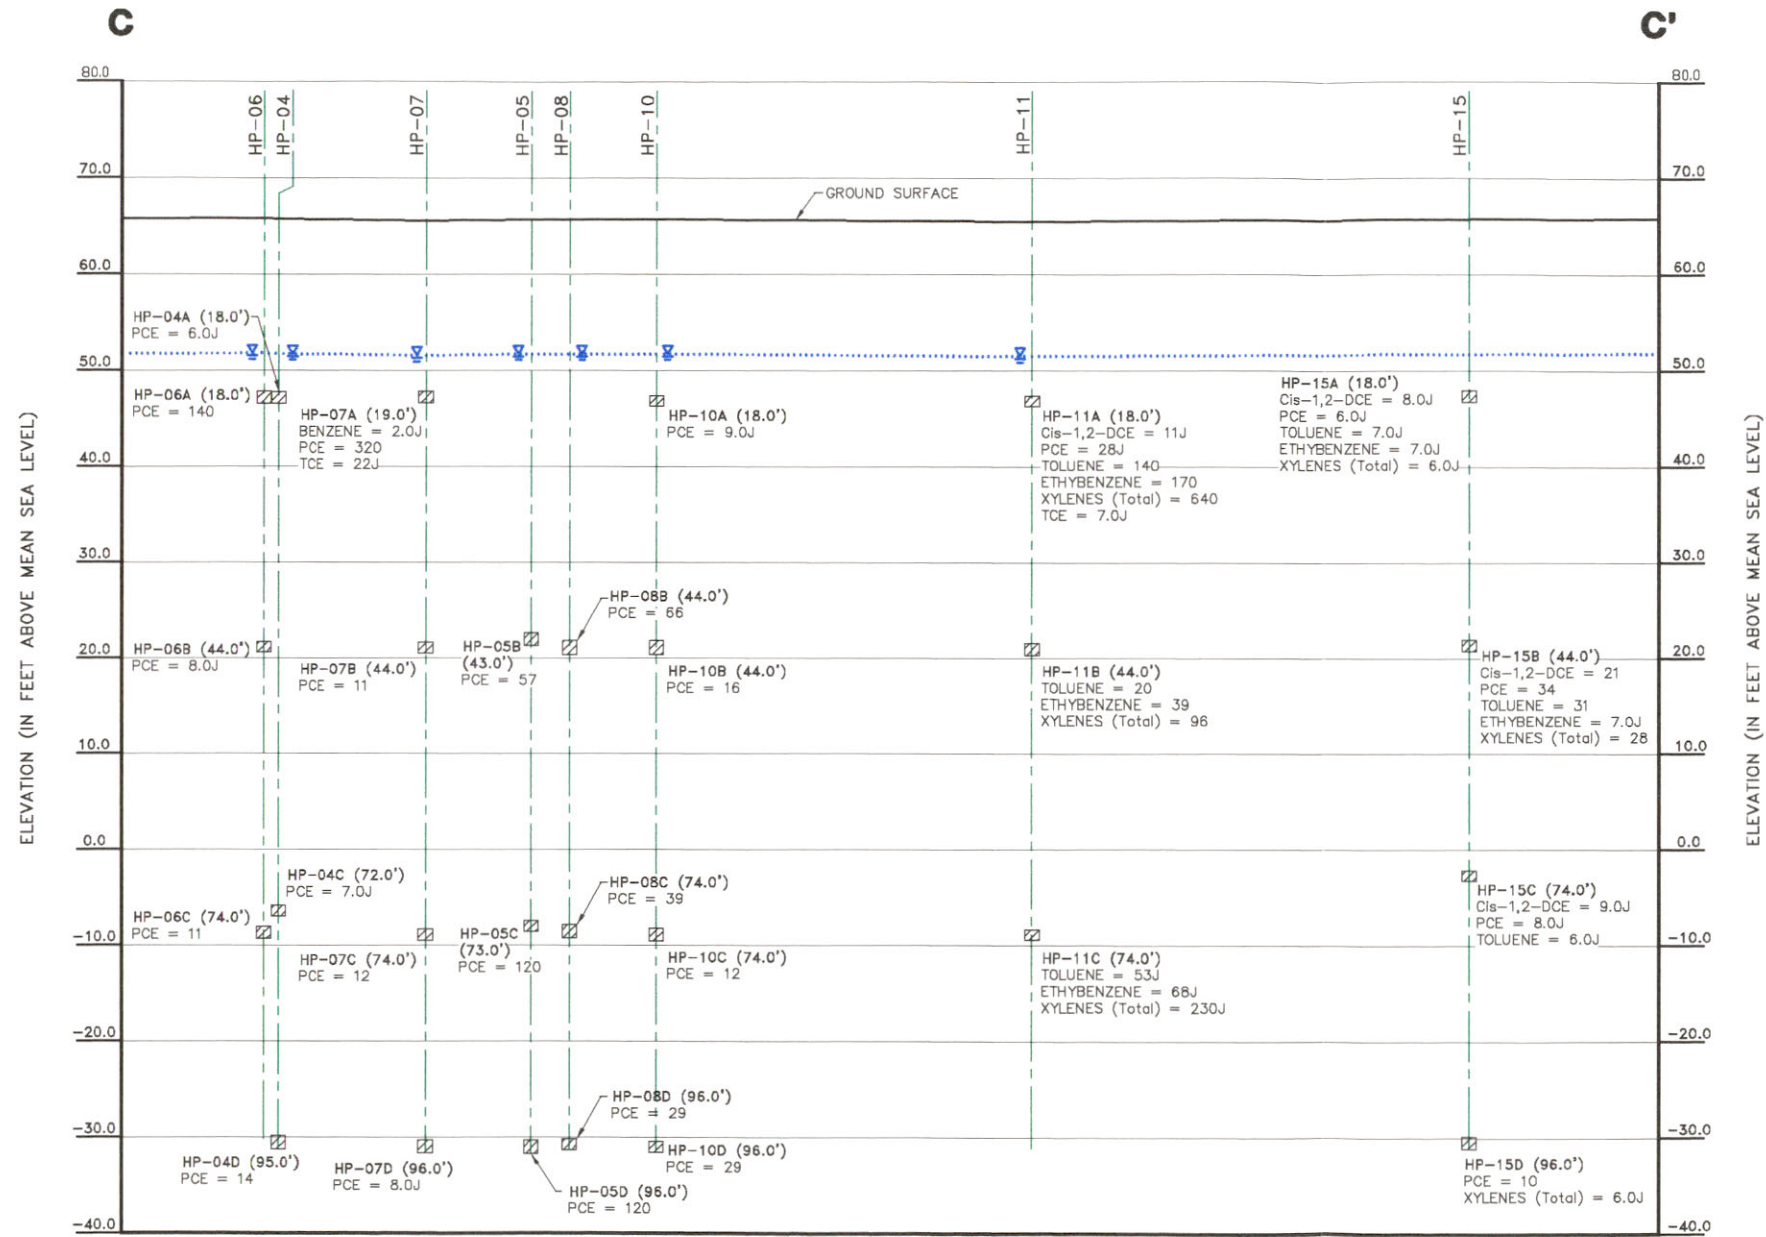 C
C'
80.0
80.0
HP-06
HP-04
HP-07
HP-05
HP-08
HP-10
HP-11
HP-15
70.0
70.0
GROUND SURFACE
60.0
60.0
HP-04A (18.0')
PCE = 6.0J
50.0
50.0
HP-06A (18.0')
PCE = 140
HP-07A (19.0')
BENZENE = 2.0J
PCE = 320
TCE = 22J
HP-10A (18.0')
PCE = 9.0J
HP-11A (18.0')
Cis-1,2-DCE = 11J
PCE = 28J
TOLUENE = 140
ETHYBENZENE = 170
XYLENES (Total) = 640
TCE = 7.0J
HP-15A (18.0')
Cis-1,2-DCE = 8.0J
PCE = 6.0J
TOLUENE = 7.0J
ETHYBENZENE = 7.0J
XYLENES (Total) = 6.0J
40.0
40.0
30.0
30.0
HP-06B (44.0')
PCE = 8.0J
HP-07B (44.0')
PCE = 11
HP-05B
(43.0')
PCE = 57
HP-08B (44.0')
PCE = 66
HP-10B (44.0')
PCE = 16
HP-11B (44.0')
TOLUENE = 20
ETHYBENZENE = 39
XYLENES (Total) = 96
HP-15B (44.0')
Cis-1,2-DCE = 21
PCE = 34
TOLUENE = 31
ETHYBENZENE = 7.0J
XYLENES (Total) = 28
20.0
20.0
10.0
10.0
0.0
0.0
HP-04C (72.0')
PCE = 7.0J
HP-06C (74.0')
PCE = 11
HP-07C (74.0')
PCE = 12
HP-05C
(73.0')
PCE = 120
HP-08C (74.0')
PCE = 39
HP-10C (74.0')
PCE = 12
HP-11C (74.0')
TOLUENE = 53J
ETHYBENZENE = 68J
XYLENES (Total) = 230J
HP-15C (74.0')
Cis-1,2-DCE = 9.0J
PCE = 8.0J
TOLUENE = 6.0J
-10.0
-10.0
-20.0
-20.0
-30.0
-30.0
HP-04D (95.0')
PCE = 14
HP-07D (96.0')
PCE = 8.0J
HP-05D (96.0')
PCE = 120
HP-08D (96.0')
PCE = 29
HP-10D (96.0')
PCE = 29
HP-15D (96.0')
PCE = 10
XYLENES (Total) = 6.0J
-40.0
-40.0
ELEVATION (IN FEET ABOVE MEAN SEA LEVEL)
ELEVATION (IN FEET ABOVE MEAN SEA LEVEL)